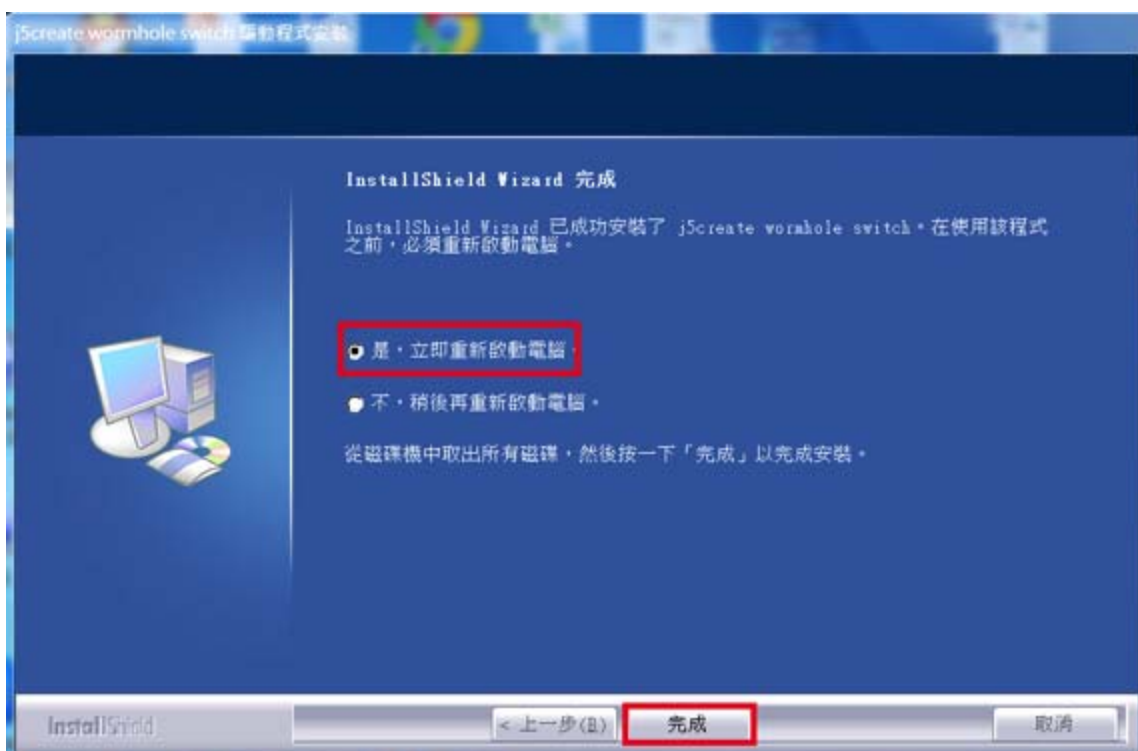 j5create wormhole switch 驅動程式安裝
InstallShield Wizard 完成
InstallShield Wizard 已成功安裝了 j5create wormhole switch。在使用該程式
之前，必須重新啟動電腦。
是，立即重新啟動電腦。
不，稍後再重新啟動電腦。
從磁碟機中取出所有磁碟，然後按一下「完成」以完成安裝。
InstallShield
< 上一步(B)
完成
取消